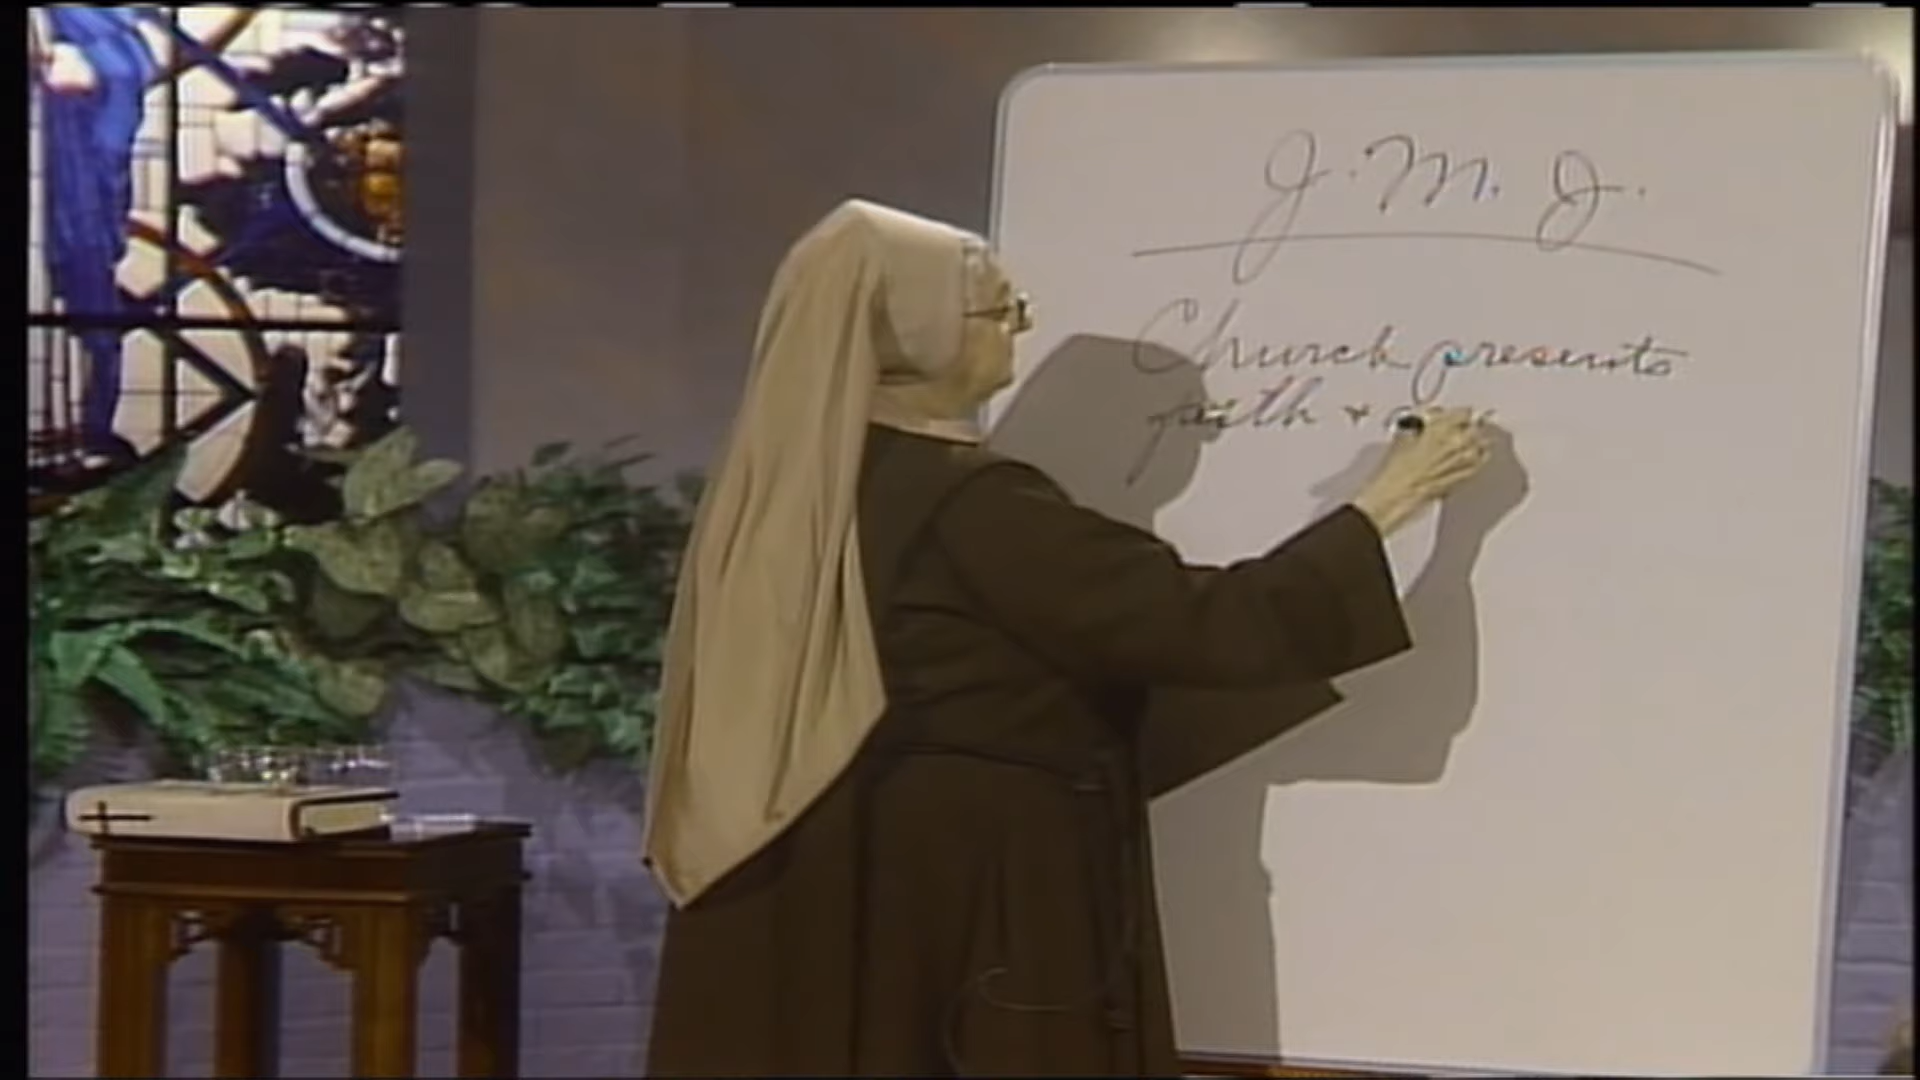 J. M. J.
Church presents
faith +